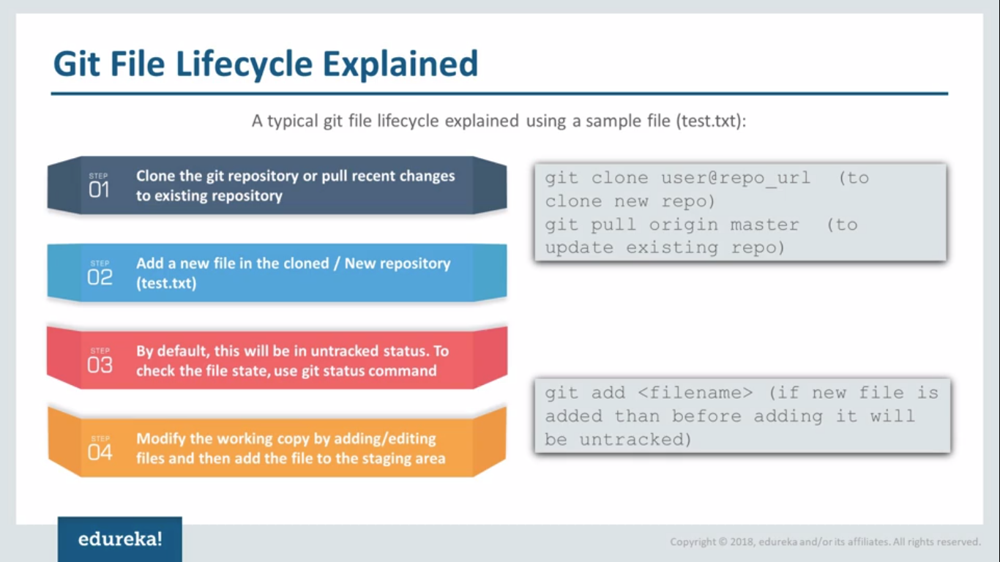 Git File Lifecycle Explained
A typical git file lifecycle explained using a sample file (test.txt):
STEP
01
Clone the git repository or pull recent changes
to existing repository
git clone user@repo_url (to
clone new repo)
git pull origin master (to
update existing repo)
STEP
02
Add a new file in the cloned / New repository
(test.txt)
STEP
03
By default, this will be in untracked status. To
check the file state, use git status command
git add <filename> (if new file is
added than before adding it will
be untracked)
STEP
04
Modify the working copy by adding/editing
files and then add the file to the staging area
edureka!
Copyright © 2018, edureka and/or its affiliates. All rights reserved.